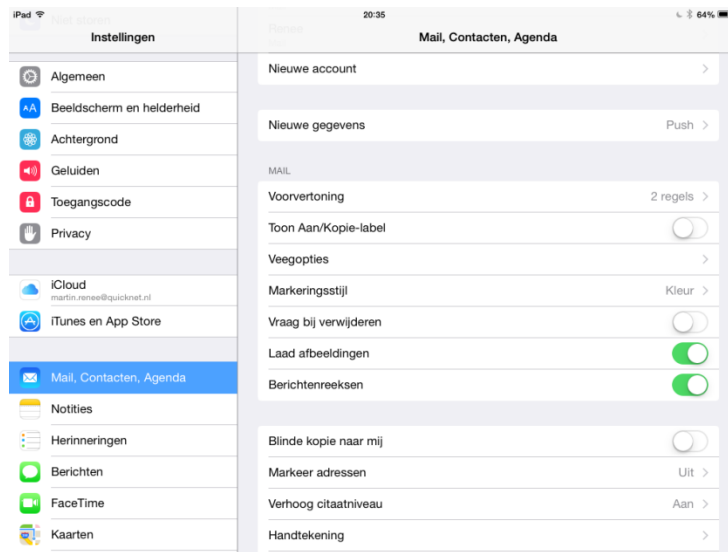 iPad
20:35
64%
Niet storen
Instellingen
Mail, Contacten, Agenda
Algemeen
Beeldscherm en helderheid
Achtergrond
Geluiden
Toegangscode
Privacy
iCloud
martin.renee@quicknet.nl
iTunes en App Store
Mail, Contacten, Agenda
Notities
Herinneringen
Berichten
FaceTime
Kaarten
Nieuwe account
Nieuwe gegevens Push
MAIL
Voorvertoning 2 regels
Toon Aan/Kopie-label
Veegopties
Markeringsstijl Kleur
Vraag bij verwijderen
Laad afbeeldingen
Berichtenreeksen
Blinde kopie naar mij
Markeer adressen Uit
Verhoog citaatniveau Aan
Handtekening